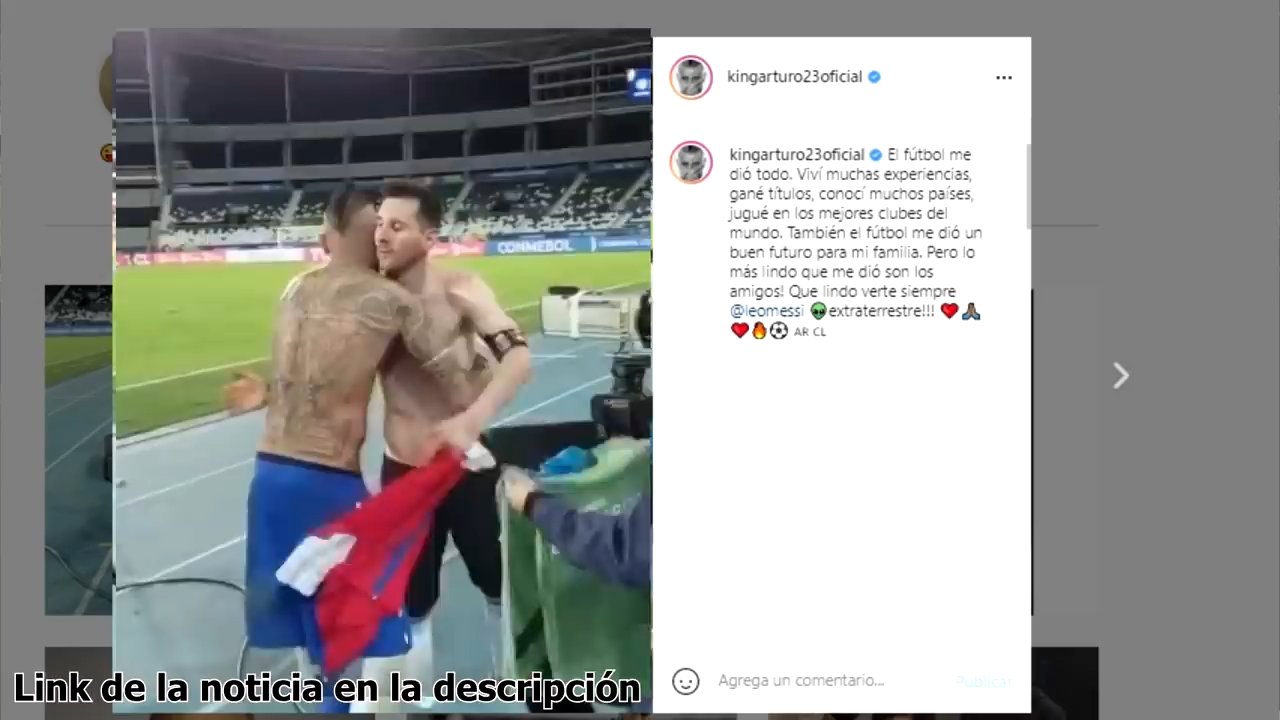 kingarturo23oficial
kingarturo23oficial El fútbol me
dió todo. Viví muchas experiencias,
gané títulos, conocí muchos países,
jugué en los mejores clubes del
mundo. También el fútbol me dió un
buen futuro para mi familia. Pero lo
más lindo que me dió son los
amigos! Que lindo verte siempre
@leomessi 👽extraterrestre!!! ❤️🙏🏽
❤️🔥⚽ AR CL
CONMEBOL
Agrega un comentario...
Publicar
Link de la noticia en la descripción